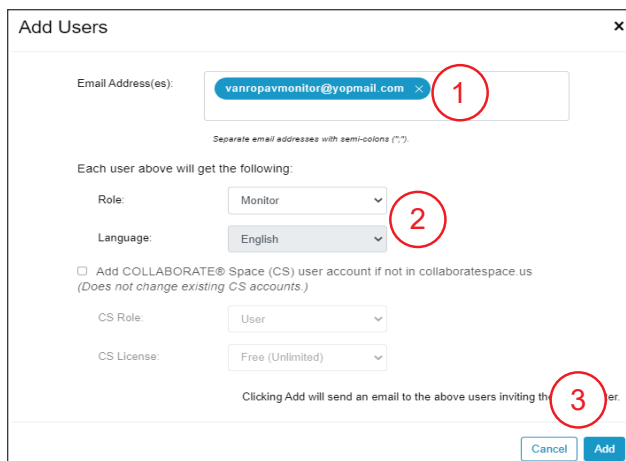 Add Users ×
Email Address(es): vanropavmonitor@yopmail.com × 1
Separate email addresses with semi-colons (";").
Each user above will get the following:
Role: Monitor
2
Language: English
Add COLLABORATE® Space (CS) user account if not in collaboratespace.us
(Does not change existing CS accounts.)
CS Role: User
CS License: Free (Unlimited)
Clicking Add will send an email to the above users inviting
3
Cancel Add